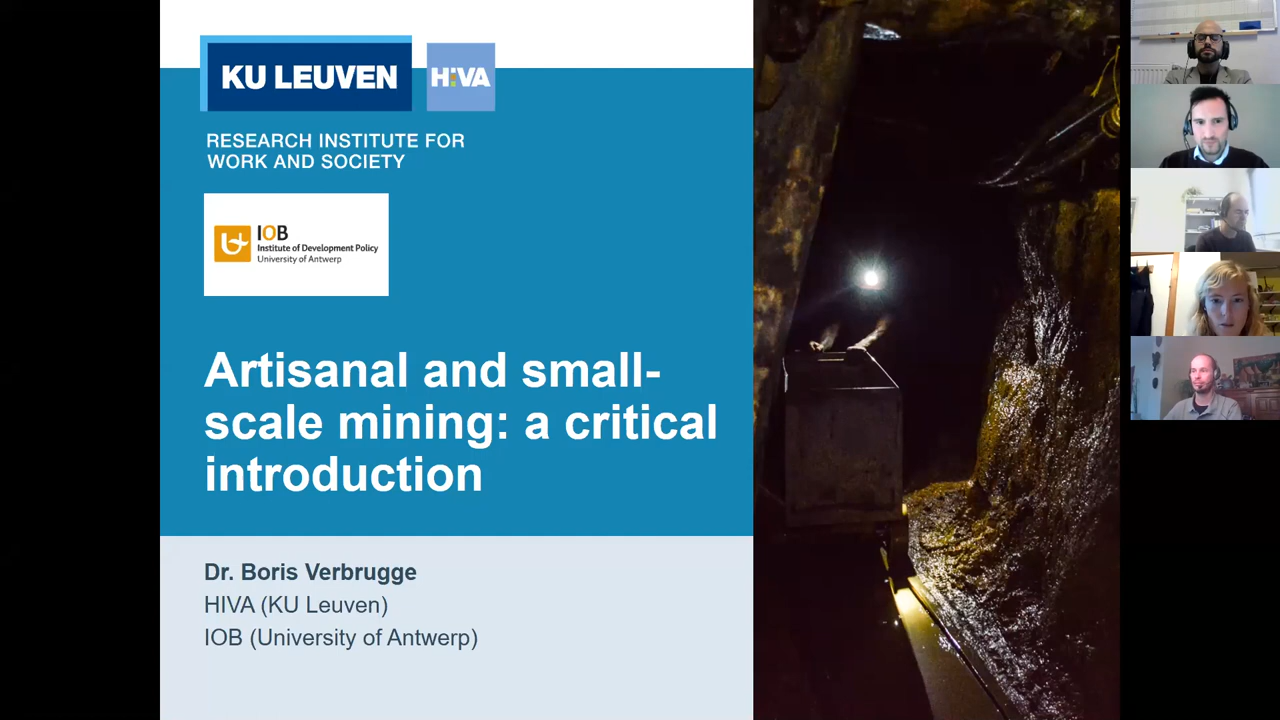 KU LEUVEN
HIVA
RESEARCH INSTITUTE FOR
WORK AND SOCIETY
IOB
Institute of Development Policy
University of Antwerp
Artisanal and small-
scale mining: a critical
introduction
Dr. Boris Verbrugge
HIVA (KU Leuven)
IOB (University of Antwerp)